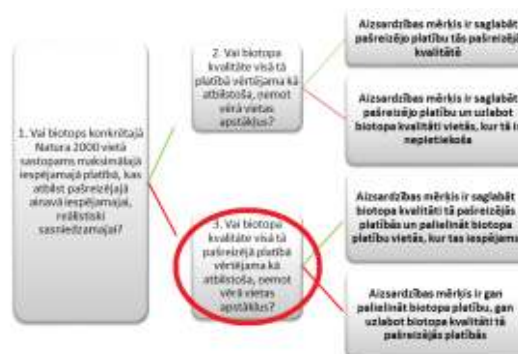 1. Vai biotops konkrētajā
Natura 2000 vietā
sastopams maksimālajā
iespējamajā platībā, kas
atbilst pašreizējajā
ainavā iespējamajai,
reālistiski
sasniedzamajai?
2. Vai biotopa
kvalitāte visā tā
platībā vērtējama kā
atbilstoša, ņemot
vērā vietas
apstākļus?
3. Vai biotopa
kvalitāte visā tā
pašreizējā platībā
vērtējama kā
atbilstoša, ņemot
vērā vietas
apstākļus?
Aizsardzības mērķis ir saglabāt
pašreizējo platību tās pašreizējā
kvalitātē
Aizsardzības mērķis ir saglabāt
pašreizējo platību un uzlabot
biotopa kvalitāti vietās, kur tā ir
nepietiekoša
Aizsardzības mērķis ir saglabāt
biotopa kvalitāti tā pašreizējās
platībās un palielināt biotopa
platību vietās, kur tas iespējams
Aizsardzības mērķis ir gan
palielināt biotopa platību, gan
uzlabot biotopa kvalitāti tā
pašreizējās platībās